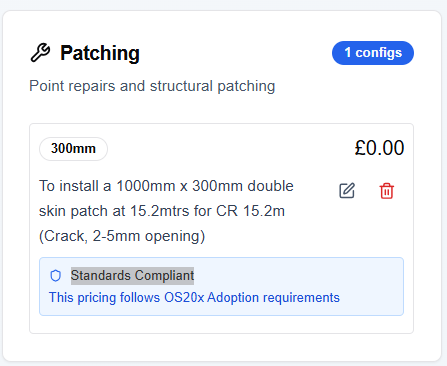 Patching
1 configs
Point repairs and structural patching
300mm
£0.00
To install a 1000mm x 300mm double
skin patch at 15.2mtrs for CR 15.2m
(Crack, 2-5mm opening)
Standards Compliant
This pricing follows OS20x Adoption requirements